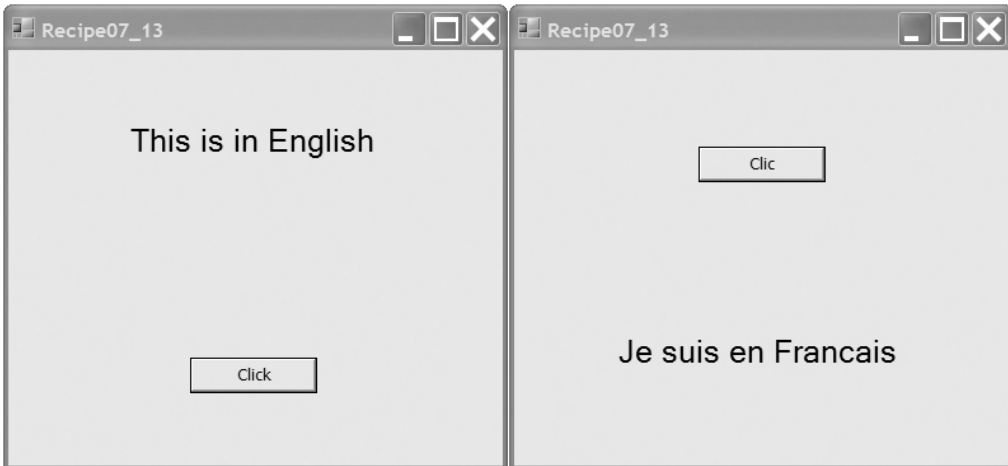 Recipe07_13
This is in English
Click
Recipe07_13
Clic
Je suis en Francais